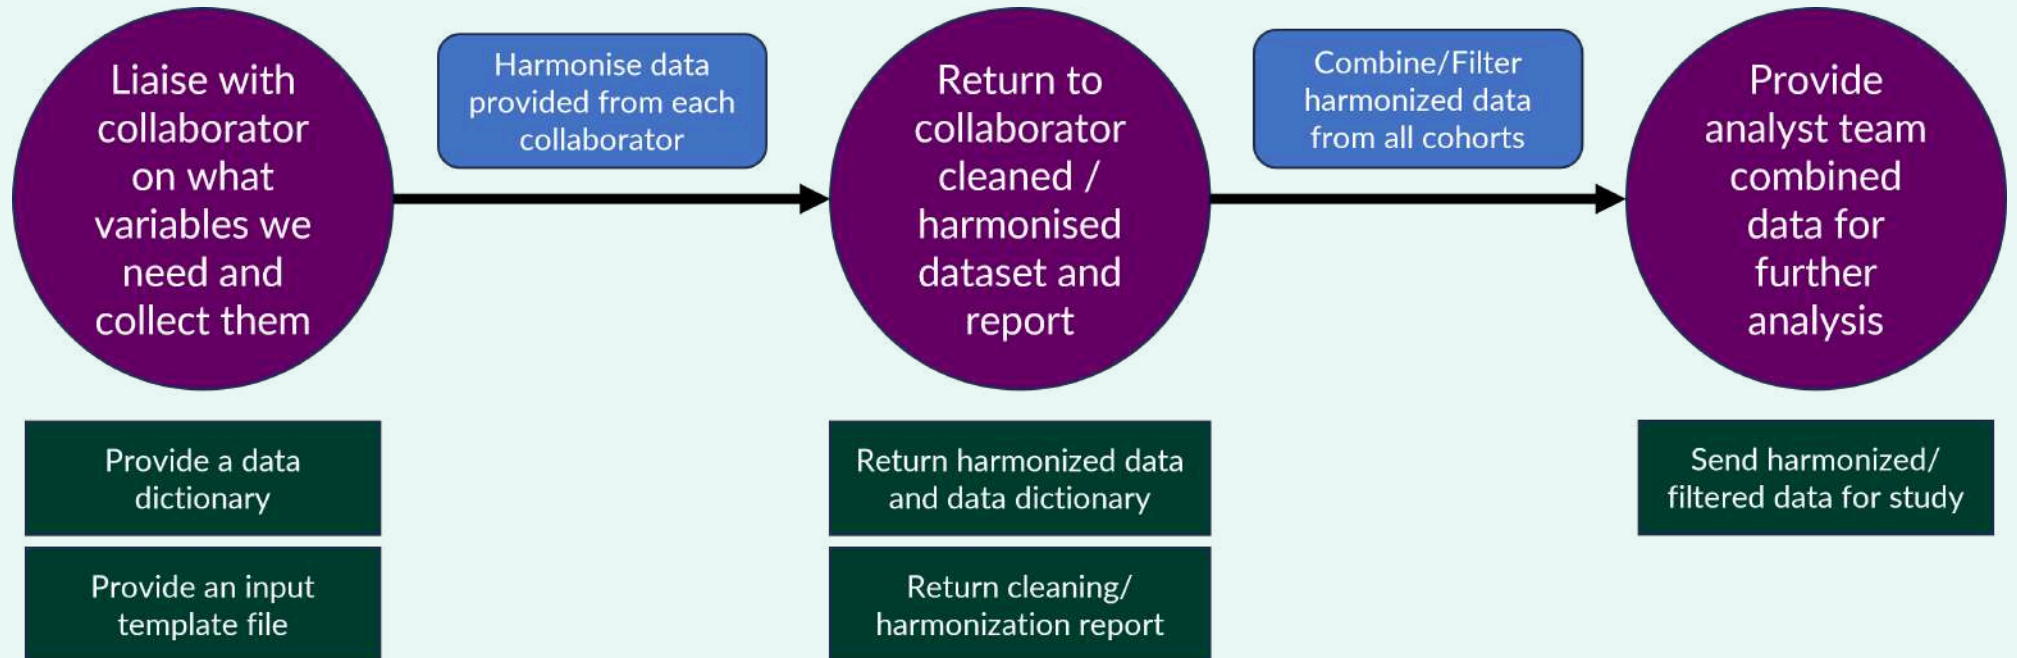 Liaise with
collaborator
on what
variables we
need and
collect them
Harmonise data
provided from each
collaborator
Return to
collaborator
cleaned /
harmonised
dataset and
report
Combine/Filter
harmonized data
from all cohorts
Provide
analyst team
combined
data for
further
analysis
Provide a data
dictionary
Provide an input
template file
Return harmonized data
and data dictionary
Return cleaning/
harmonization report
Send harmonized/
filtered data for study